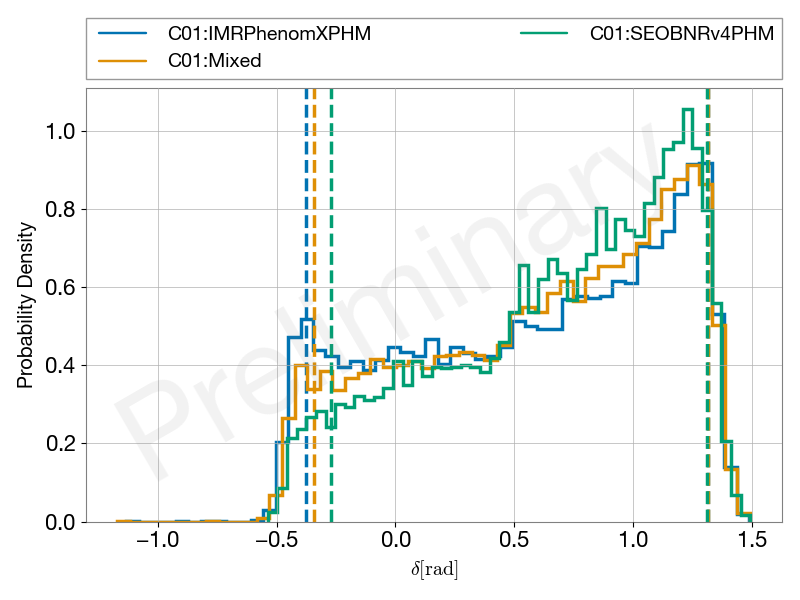 C01:IMRPhenomXPHM
C01:Mixed
C01:SEOBNRv4PHM
Preliminary
Probability Density
1.0
0.8
0.6
0.4
0.2
0.0
−1.0 −0.5 0.0 0.5 1.0 1.5
δ[rad]